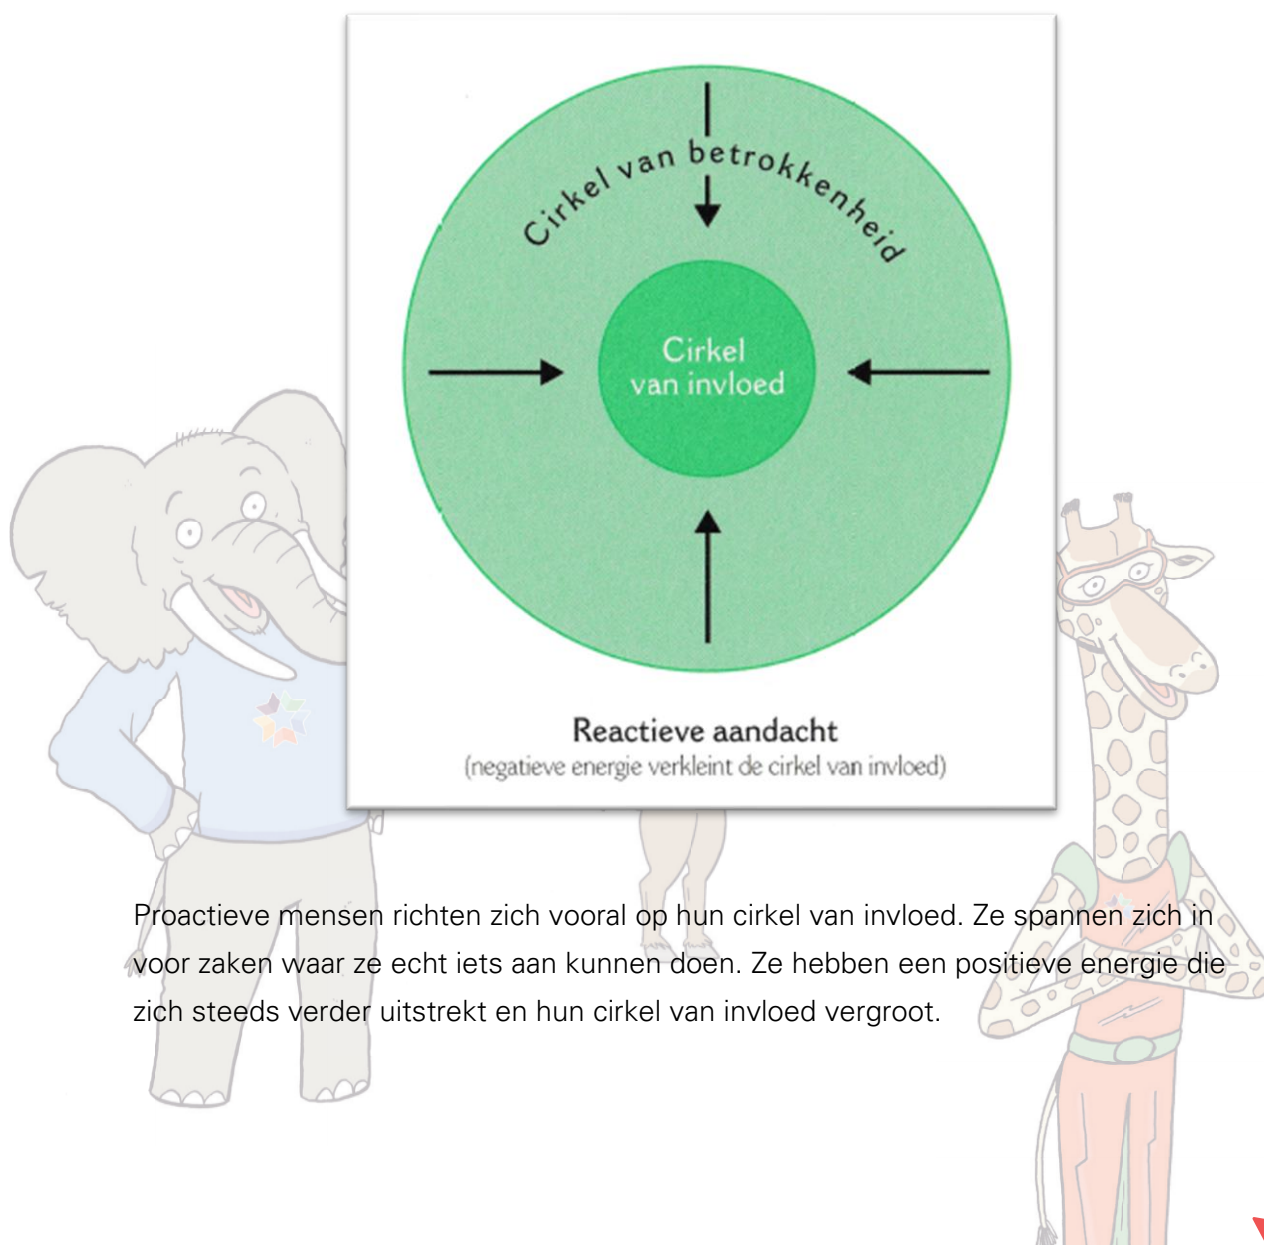 Cirkel van betrokkenheid
Cirkel
van invloed
Reactieve aandacht
(negatieve energie verkleint de cirkel van invloed)
Proactieve mensen richten zich vooral op hun cirkel van invloed. Ze spannen zich in
voor zaken waar ze echt iets aan kunnen doen. Ze hebben een positieve energie die
zich steeds verder uitstrekt en hun cirkel van invloed vergroot.